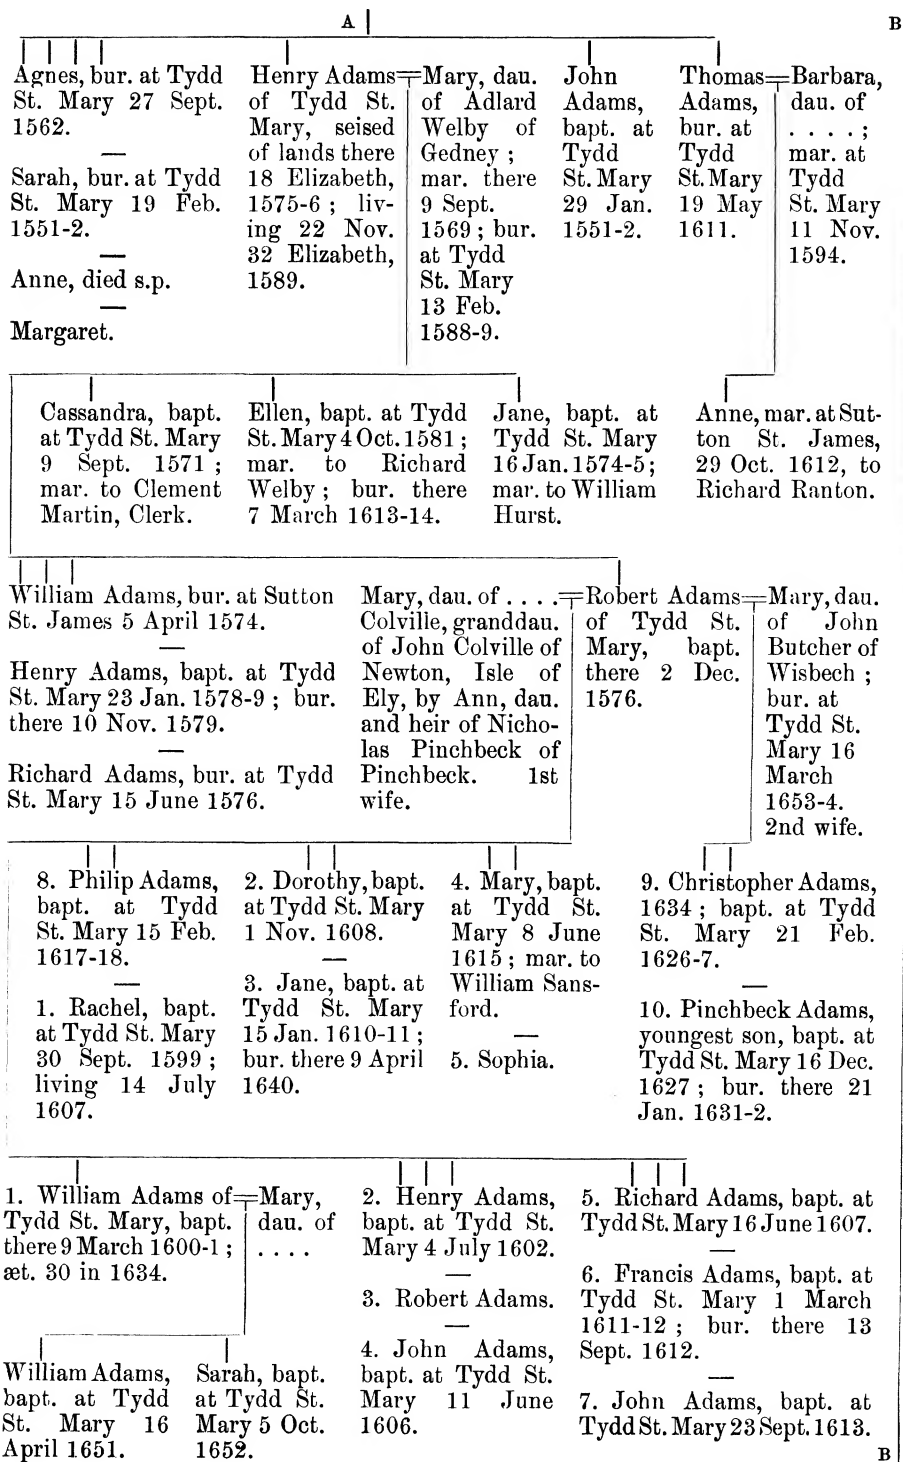 A
B
Agnes, bur. at Tydd
St. Mary 27 Sept.
1562.
—
Sarah, bur. at Tydd
St. Mary 19 Feb.
1551-2.
—
Anne, died s.p.
—
Margaret.
Henry Adams
of Tydd St.
Mary, seised
of lands there
18 Elizabeth,
1575-6 ; liv-
ing 22 Nov.
32 Elizabeth,
1589.
Mary, dau.
of Adlard
Welby of
Gedney ;
mar. there
9 Sept.
1569 ; bur.
at Tydd
St. Mary
13 Feb.
1588-9.
John
Adams,
bapt. at
Tydd
St. Mary
29 Jan.
1551-2.
Thomas
Adams,
bur. at
Tydd
St. Mary
19 May
1611.
Barbara,
dau. of
. . . . ;
mar. at
Tydd
St. Mary
11 Nov.
1594.
Cassandra, bapt.
at Tydd St. Mary
9 Sept. 1571 ;
mar. to Clement
Martin, Clerk.
Ellen, bapt. at Tydd
St. Mary 4 Oct. 1581 ;
mar. to Richard
Welby ; bur. there
7 March 1613-14.
Jane, bapt. at
Tydd St. Mary
16 Jan. 1574-5 ;
mar. to William
Hurst.
Anne, mar. at Sut-
ton St. James,
29 Oct. 1612, to
Richard Ranton.
William Adams, bur. at Sutton
St. James 5 April 1574.
—
Henry Adams, bapt. at Tydd
St. Mary 23 Jan. 1578-9 ; bur.
there 10 Nov. 1579.
—
Richard Adams, bur. at Tydd
St. Mary 15 June 1576.
Mary, dau. of . . . .
Colville, granddau.
of John Colville of
Newton, Isle of
Ely, by Ann, dau.
and heir of Nicho-
las Pinchbeck of
Pinchbeck. 1st
wife.
Robert Adams
of Tydd St.
Mary, bapt.
there 2 Dec.
1576.
Mary, dau.
of John
Butcher of
Wisbech ;
bur. at
Tydd St.
Mary 16
March
1653-4.
2nd wife.
8. Philip Adams,
bapt. at Tydd
St. Mary 15 Feb.
1617-18.
—
1. Rachel, bapt.
at Tydd St. Mary
30 Sept. 1599 ;
living 14 July
1607.
2. Dorothy, bapt.
at Tydd St. Mary
1 Nov. 1608.
—
3. Jane, bapt. at
Tydd St. Mary
15 Jan. 1610-11 ;
bur. there 9 April
1640.
4. Mary, bapt.
at Tydd St.
Mary 8 June
1615 ; mar. to
William Sans-
ford.
—
5. Sophia.
9. Christopher Adams,
1634 ; bapt. at Tydd
St. Mary 21 Feb.
1626-7.
—
10. Pinchbeck Adams,
youngest son, bapt. at
Tydd St. Mary 16 Dec.
1627 ; bur. there 21
Jan. 1631-2.
1. William Adams of
Tydd St. Mary, bapt.
there 9 March 1600-1 ;
æt. 30 in 1634.
Mary,
dau. of
. . . .
2. Henry Adams,
bapt. at Tydd St.
Mary 4 July 1602.
—
3. Robert Adams.
—
4. John Adams,
bapt. at Tydd St.
Mary 11 June
1606.
5. Richard Adams, bapt. at
Tydd St. Mary 16 June 1607.
—
6. Francis Adams, bapt. at
Tydd St. Mary 1 March
1611-12 ; bur. there 13
Sept. 1612.
—
7. John Adams, bapt. at
Tydd St. Mary 23 Sept. 1613.
William Adams,
bapt. at Tydd
St. Mary 16
April 1651.
Sarah, bapt.
at Tydd St.
Mary 5 Oct.
1652.
B